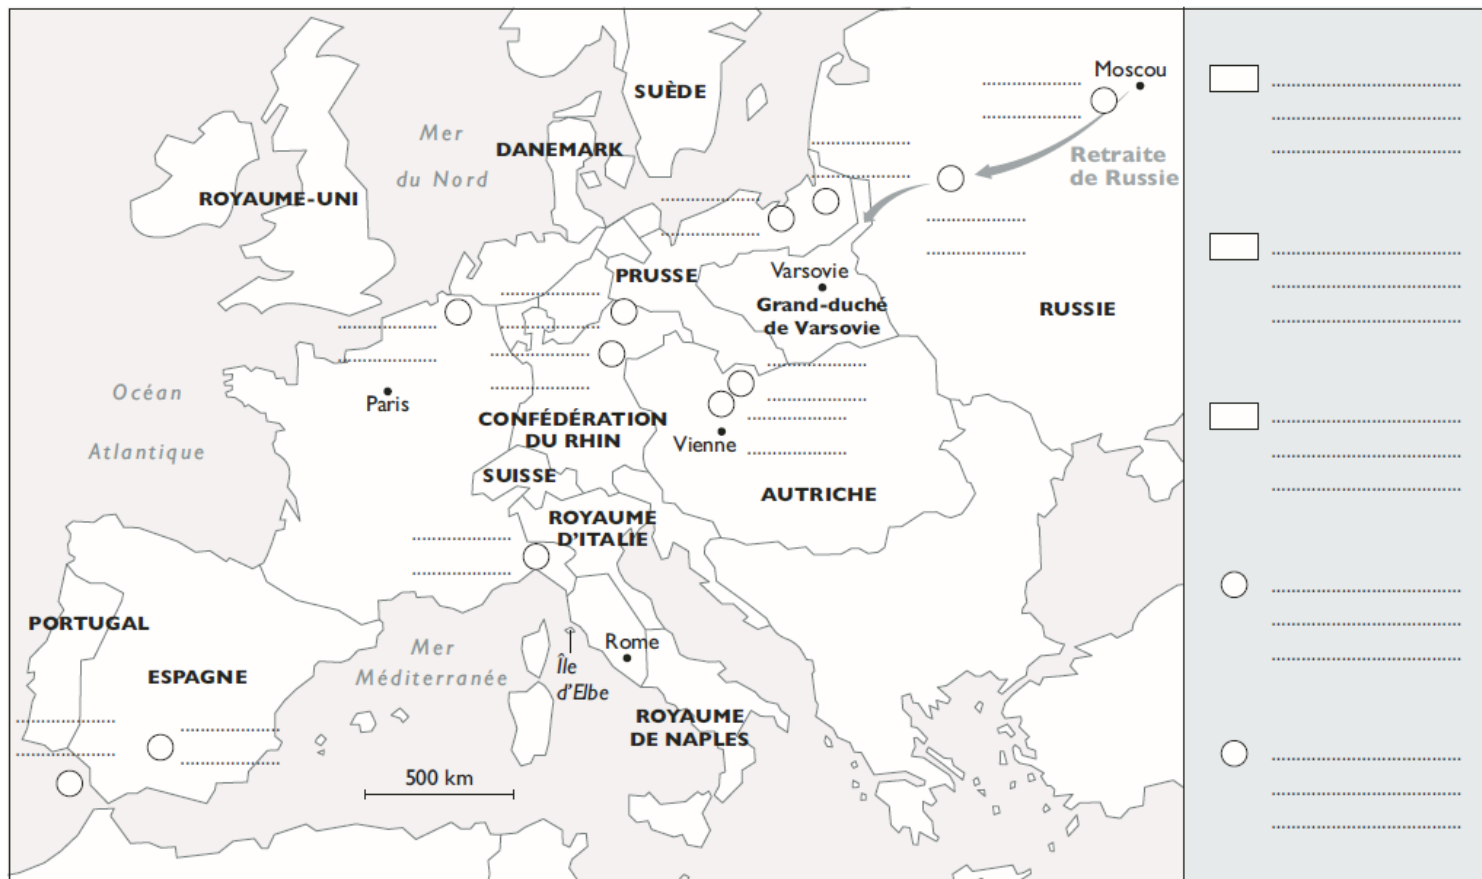 Moscou
SUÈDE
Mer
du Nord
DANEMARK
Retraite
de Russie
ROYAUME-UNI
PRUSSE
Varsovie
Grand-duché
de Varsovie
RUSSIE
Océan
Atlantique
Paris
CONFÉDÉRATION
DU RHIN
Vienne
SUISSE
AUTRICHE
ROYAUME
D'ITALIE
PORTUGAL
ESPAGNE
Mer
Méditerranée
Île
d'Elbe
Rome
ROYAUME
DE NAPLES
500 km